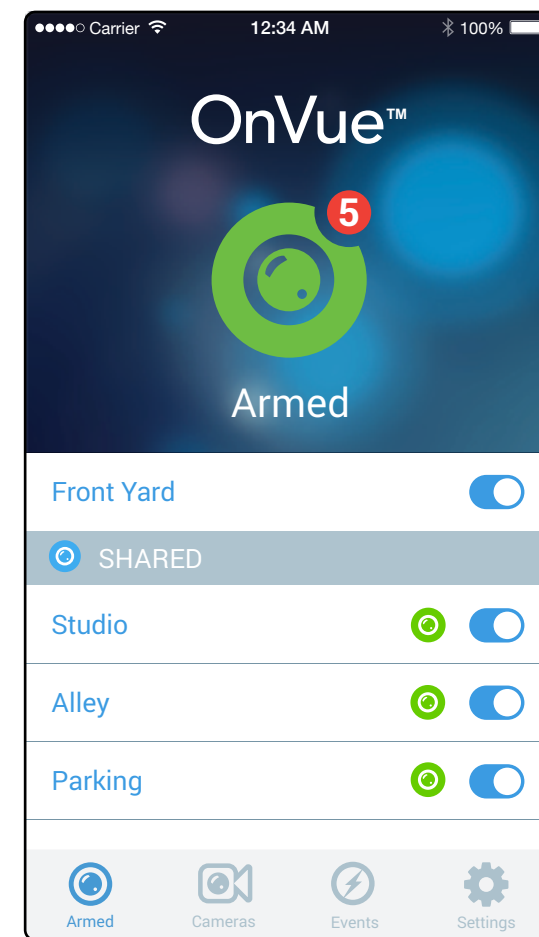 Carrier 12:34 AM 100%
OnVue™
5
Armed
Front Yard
SHARED
Studio
Alley
Parking
Armed Cameras Events Settings